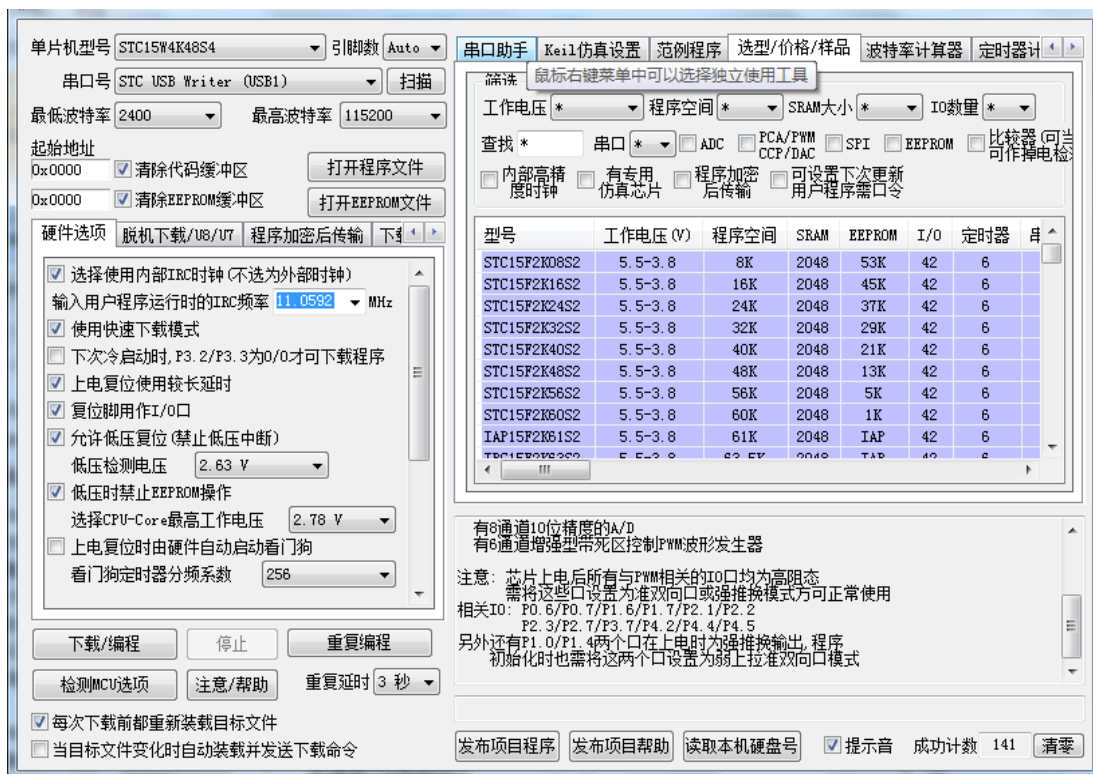 单片机型号 STC15W4K48S4 引脚数 Auto
串口号 STC USB Writer (USB1) 扫描
最低波特率 2400 最高波特率 115200
起始地址
0x0000 清除代码缓冲区 打开程序文件
0x0000 清除EEPROM缓冲区 打开EEPROM文件
硬件选项 脱机下载/U8/U7 程序加密后传输
选择使用内部IRC时钟(不选为外部时钟)
输入用户程序运行时的IRC频率 11.0592 MHz
使用快速下载模式
下次冷启动时,P3.2/P3.3为0/0才可下载程序
上电复位使用较长延时
复位脚用作I/O口
允许低压复位(禁止低压中断)
低压检测电压 2.63 V
低压时禁止EEPROM操作
选择CPU-Core最高工作电压 2.78 V
上电复位时由硬件自动启动看门狗
看门狗定时器分频系数 256
下载/编程 停止 重复编程
检测MCU选项 注意/帮助 重复延时 3 秒
每次下载前都重新装载目标文件
当目标文件变化时自动装载并发送下载命令
串口助手 Keil仿真设置 范例程序 选型/价格/样品 波特率计算器 定时器计
筛选 鼠标右键菜单中可以选择独立使用工具
工作电压 * 程序空间 * SRAM大小 * IO数量 *
查找 * 串口 * ADC PCA/PWM SPI EEPROM 比较器(可当
CCP/DAC 可作掉电检
内部高精 有专用 程序加密 可设置下次更新
度时钟 仿真芯片 后传输 用户程序需口令
型号 工作电压(V) 程序空间 SRAM EEPROM I/O 定时器
STC15F2K08S2 5.5-3.8 8K 2048 53K 42 6
STC15F2K16S2 5.5-3.8 16K 2048 45K 42 6
STC15F2K24S2 5.5-3.8 24K 2048 37K 42 6
STC15F2K32S2 5.5-3.8 32K 2048 29K 42 6
STC15F2K40S2 5.5-3.8 40K 2048 21K 42 6
STC15F2K48S2 5.5-3.8 48K 2048 13K 42 6
STC15F2K56S2 5.5-3.8 56K 2048 5K 42 6
STC15F2K60S2 5.5-3.8 60K 2048 1K 42 6
IAP15F2K61S2 5.5-3.8 61K 2048 IAP 42 6
有8通道10位精度的A/D
有6通道增强型带死区控制PWM波形发生器
注意: 芯片上电后所有与PWM相关的IO口均为高阻态
需将这些口设置为准双向口或强推挽模式方可正常使用
相关IO: P0.6/P0.7/P1.6/P1.7/P2.1/P2.2
P2.3/P2.7/P3.7/P4.2/P4.4/P4.5
另外还有P1.0/P1.4两个口在上电时为强推挽输出,程序
初始化时也需将这两个口设置为弱上拉准双向口模式
发布项目程序 发布项目帮助 读取本机硬盘号 提示音 成功计数 141 清零